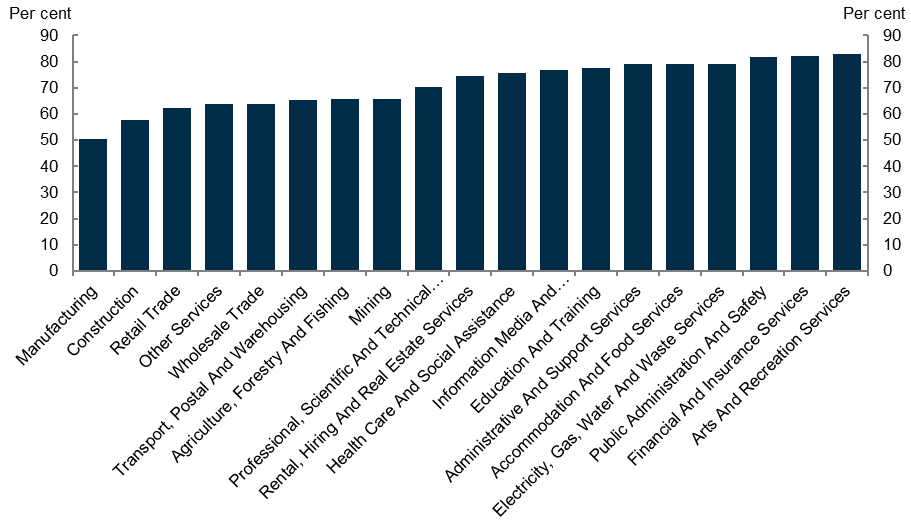 Per cent
Per cent
90
90
80
80
70
70
60
60
50
50
40
40
30
30
20
20
10
10
0
0
Manufacturing
Construction
Retail Trade
Other Services
Wholesale Trade
Transport, Postal And Warehousing
Agriculture, Forestry And Fishing
Mining
Professional, Scientific And Technical...
Rental, Hiring And Real Estate Services
Health Care And Social Assistance
Information Media And...
Education And Training
Administrative And Support Services
Accommodation And Food Services
Electricity, Gas, Water And Waste Services
Public Administration And Safety
Financial And Insurance Services
Arts And Recreation Services